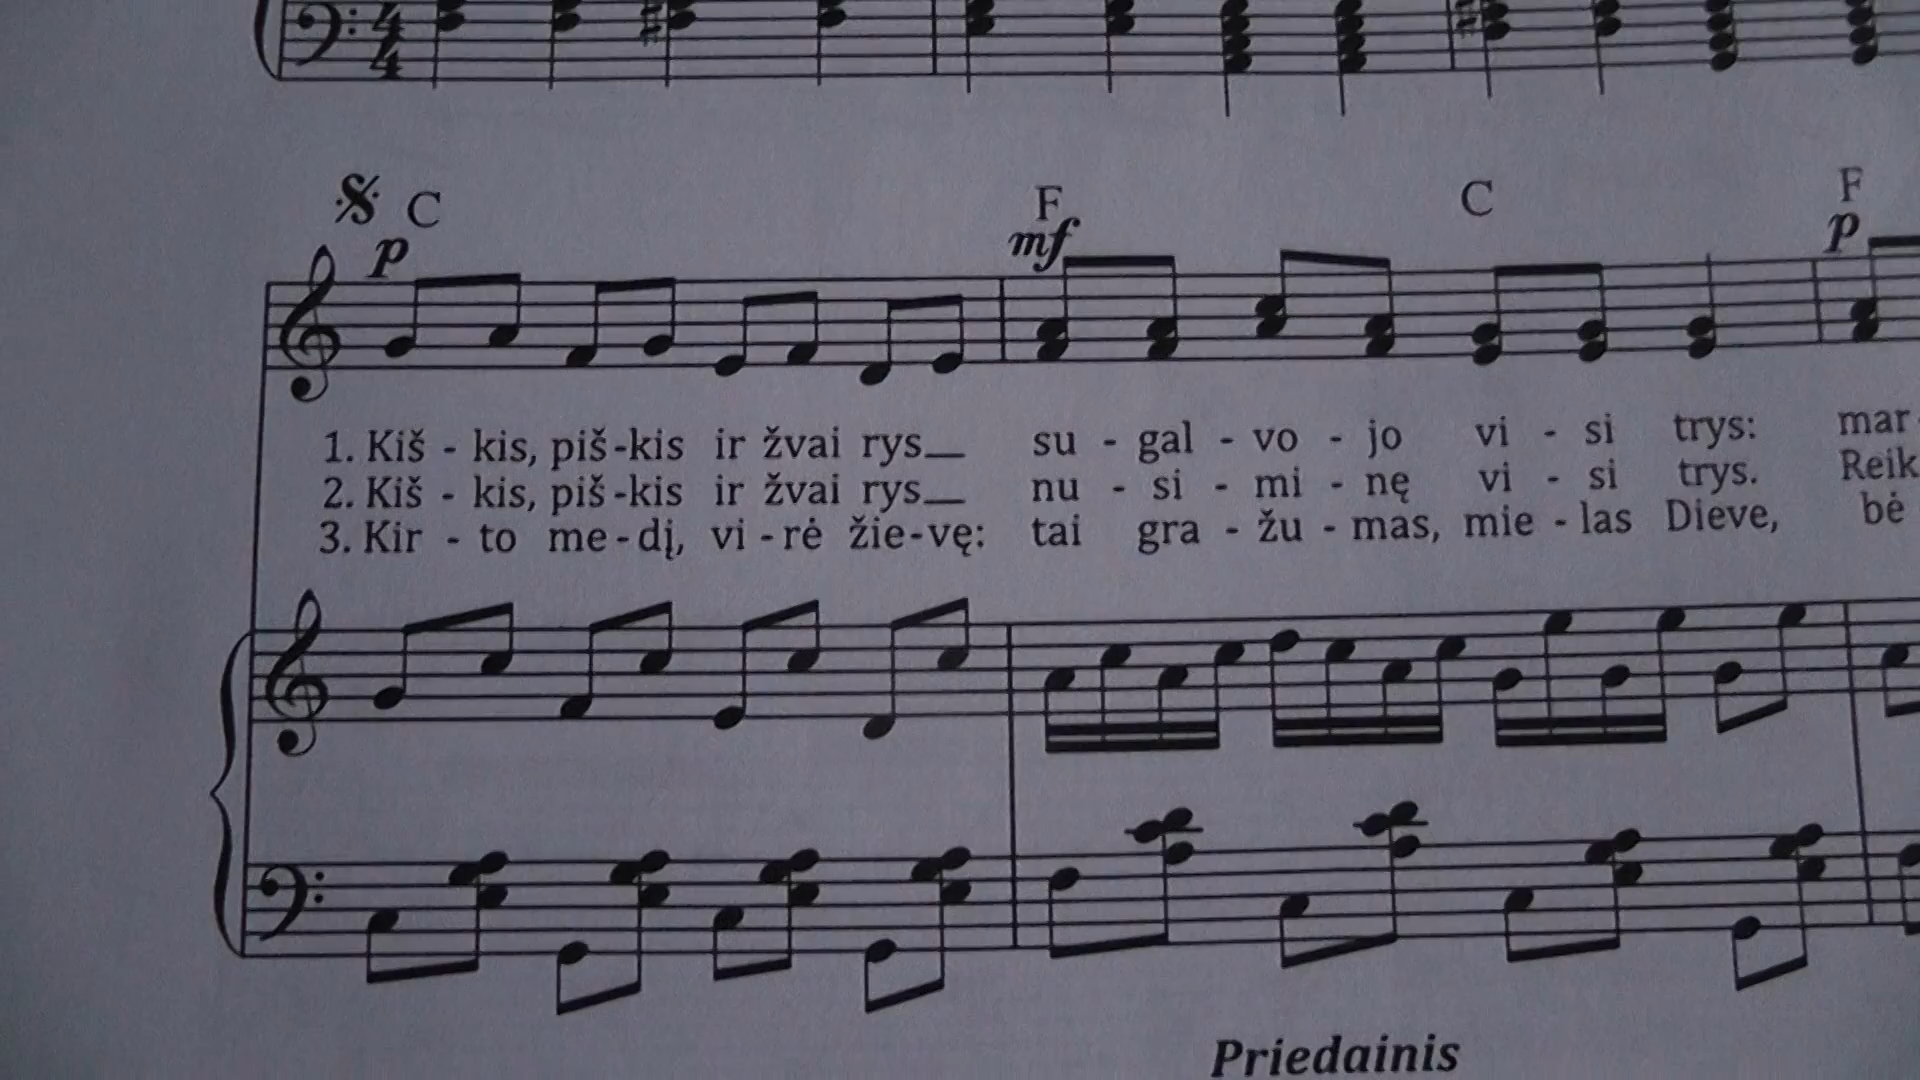 C F C F
p mf p
1. Kiš - kis, piš -kis ir žvai rys__ su - gal - vo - jo vi - si trys: mar-
2. Kiš - kis, piš -kis ir žvai rys__ nu - si - mi - nę vi - si trys. Reik
3. Kir - to me - dį, vi - rė žie-vę: tai gra - žu - mas, mie - las Dieve, bė
Priedainis